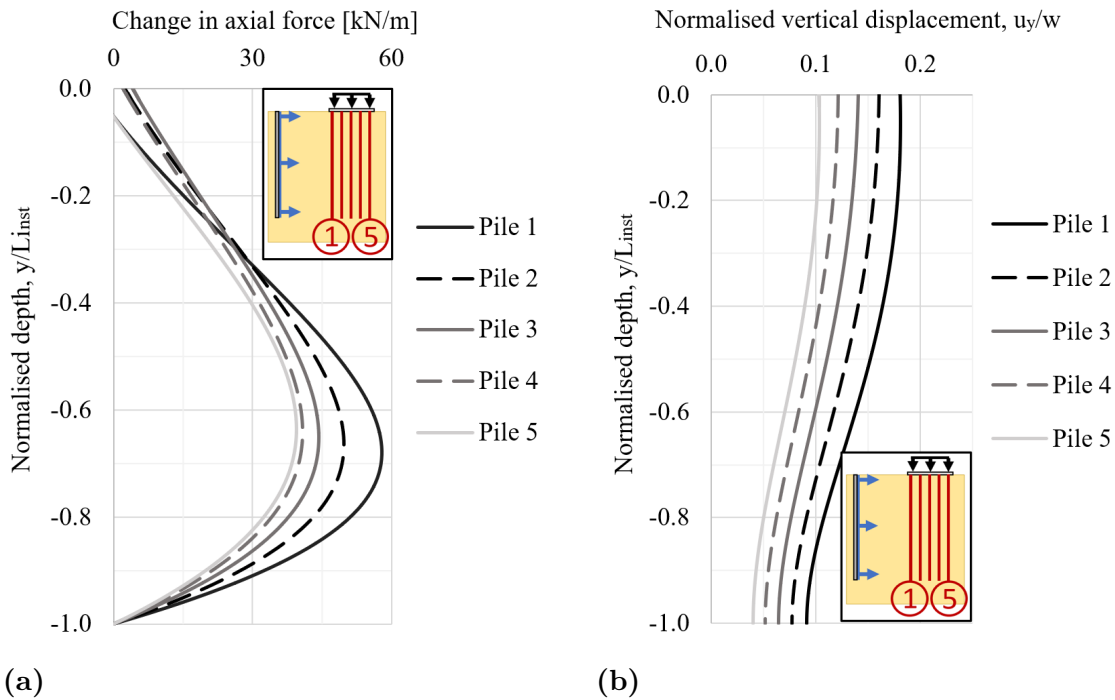 Change in axial force [kN/m]
0 30 60
0.0
-0.2
-0.4
-0.6
-0.8
-1.0
Normalised depth, y/Linst
1 5
Pile 1
Pile 2
Pile 3
Pile 4
Pile 5
(a)
Normalised vertical displacement, uy/w
0.0 0.1 0.2
0.0
-0.2
-0.4
-0.6
-0.8
-1.0
Normalised depth, y/Linst
Pile 1
Pile 2
Pile 3
Pile 4
Pile 5
1 5
(b)